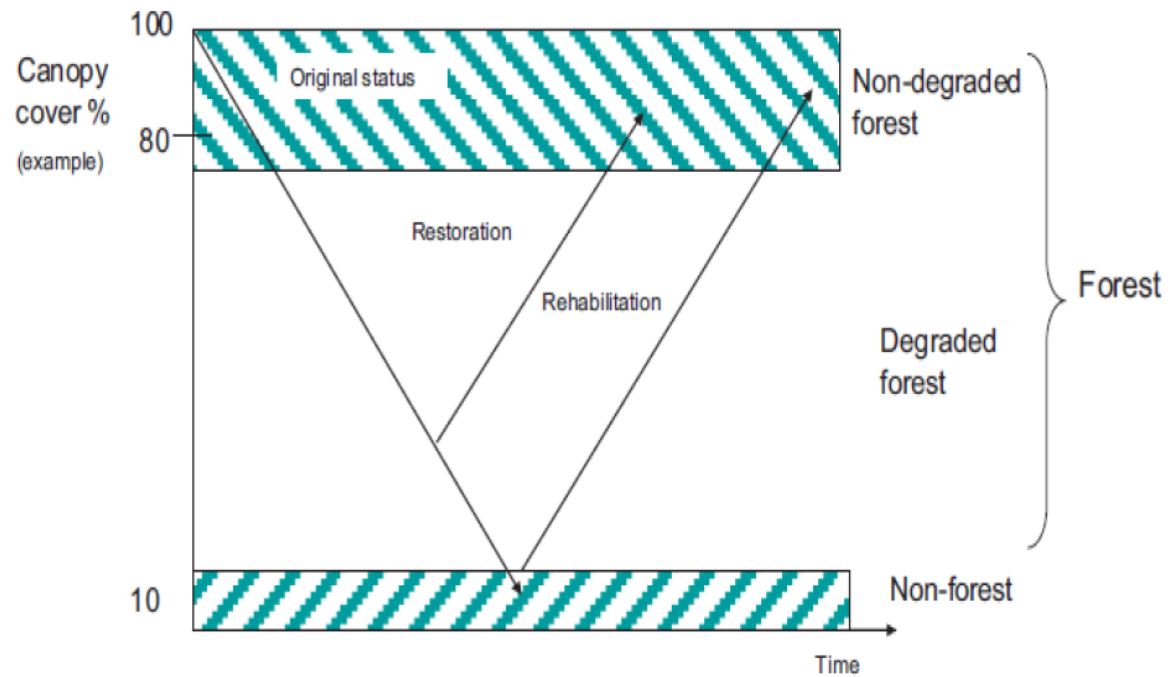 100
Canopy
cover %
(example)
80
Original status
Non-degraded
forest
Restoration
Rehabilitation
Forest
Degraded
forest
10
Non-forest
Time